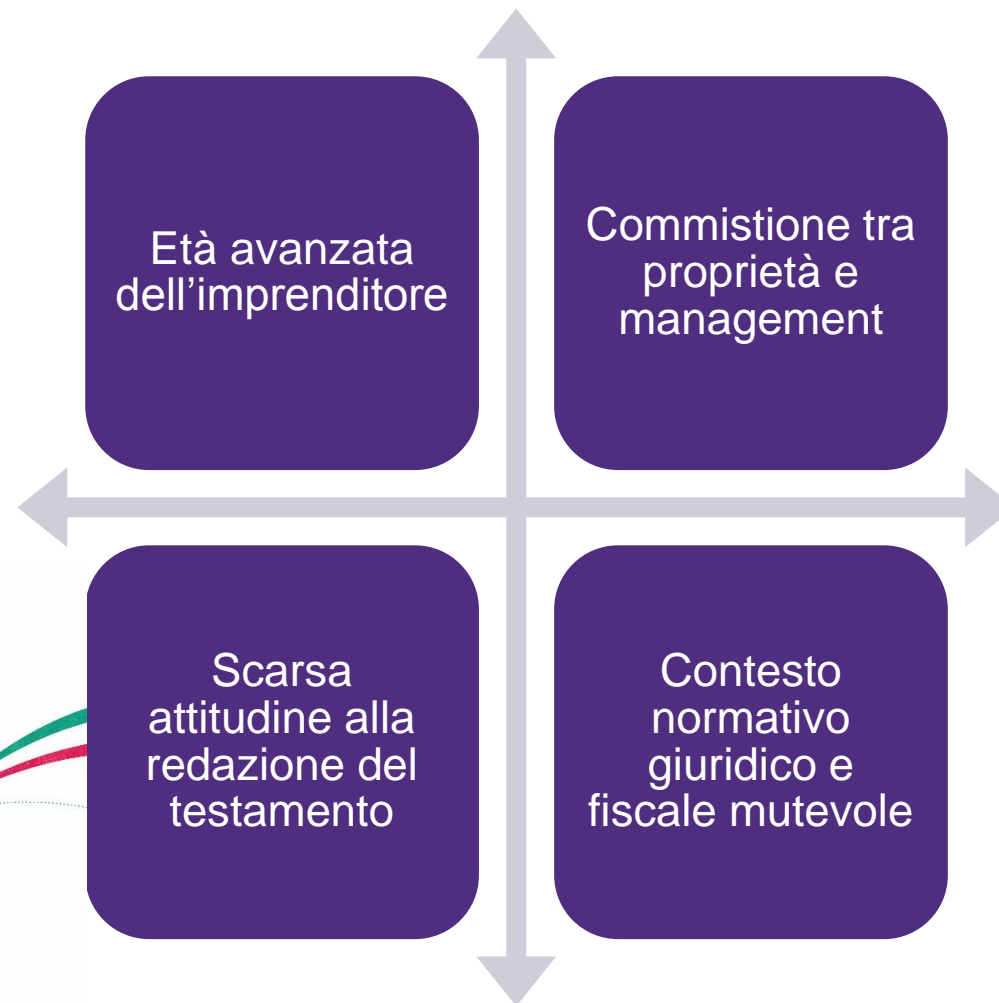 Età avanzata
dell’imprenditore
Commistione tra
proprietà e
management
Scarsa
attitudine alla
redazione del
testamento
Contesto
normativo
giuridico e
fiscale mutevole